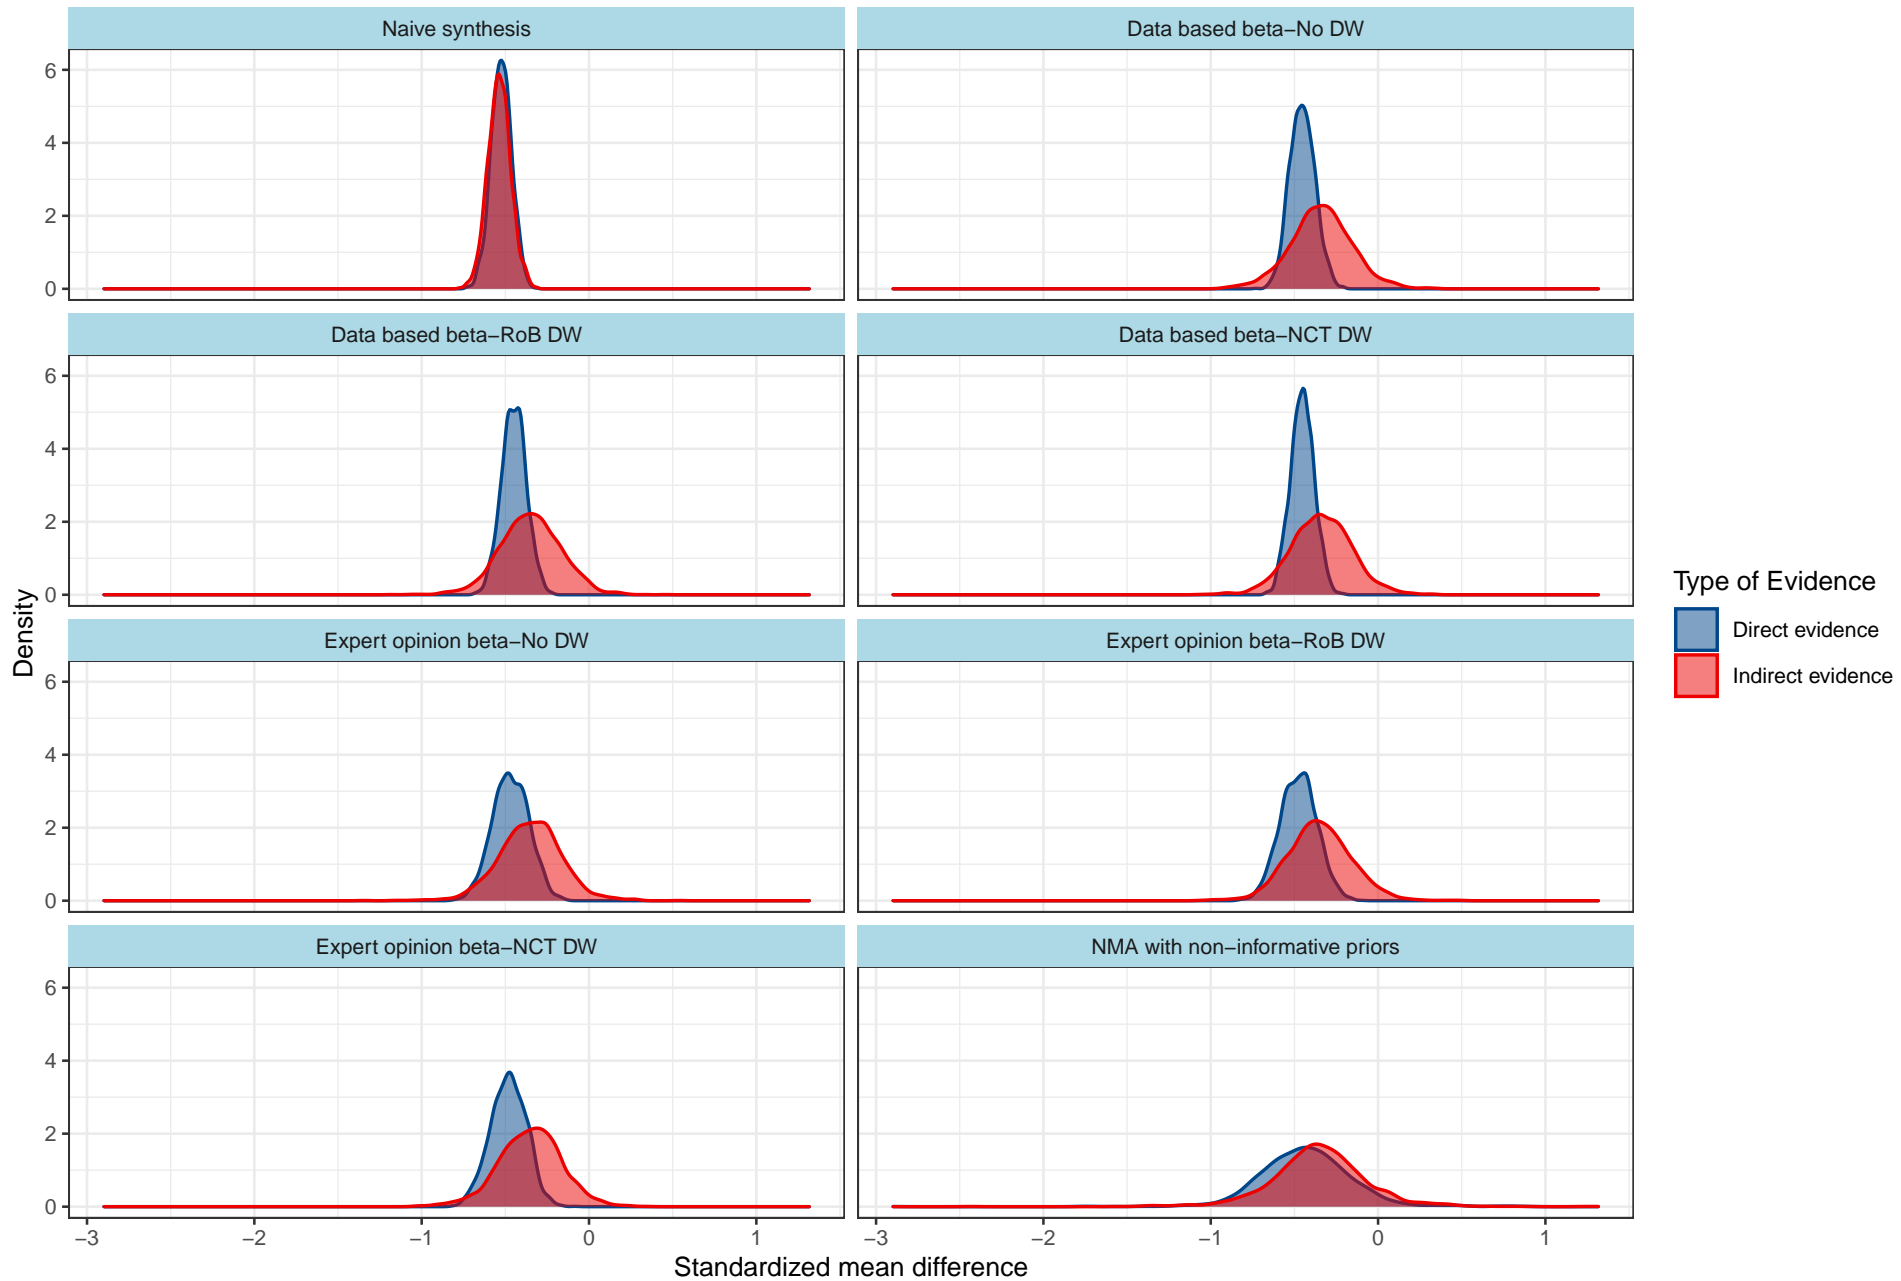 Naive synthesis
Data based beta−No DW
6
4
2
0
Data based beta−RoB DW
Data based beta−NCT DW
6
4
2
0
Expert opinion beta−No DW
Expert opinion beta−RoB DW
6
4
2
0
Expert opinion beta−NCT DW
NMA with non−informative priors
6
4
2
0
−3 −2 −1 0 1
−3 −2 −1 0 1
Standardized mean difference
Density
Type of Evidence
Direct evidence
Indirect evidence